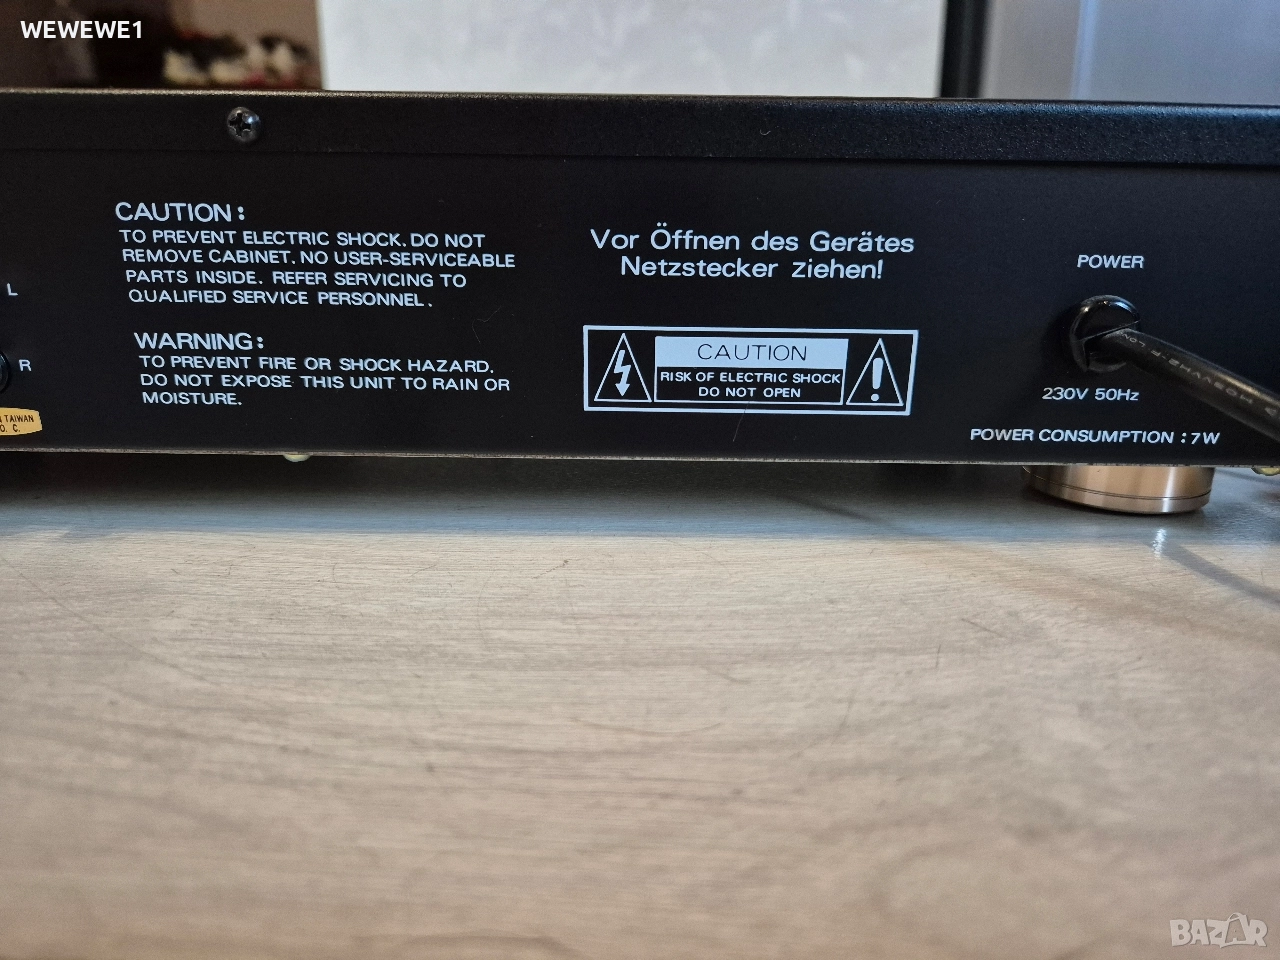 WEWEWE1
CAUTION:
TO PREVENT ELECTRIC SHOCK. DO NOT
REMOVE CABINET. NO USER-SERVICEABLE
PARTS INSIDE. REFER SERVICING TO
QUALIFIED SERVICE PERSONNEL.
WARNING:
TO PREVENT FIRE OR SHOCK HAZARD.
DO NOT EXPOSE THIS UNIT TO RAIN OR
MOISTURE.
L
R
TAIWAN
O. C.
Vor Öffnen des Gerätes
Netzstecker ziehen!
CAUTION
RISK OF ELECTRIC SHOCK
DO NOT OPEN
POWER
230V 50Hz
POWER CONSUMPTION : 7W
BAZAR